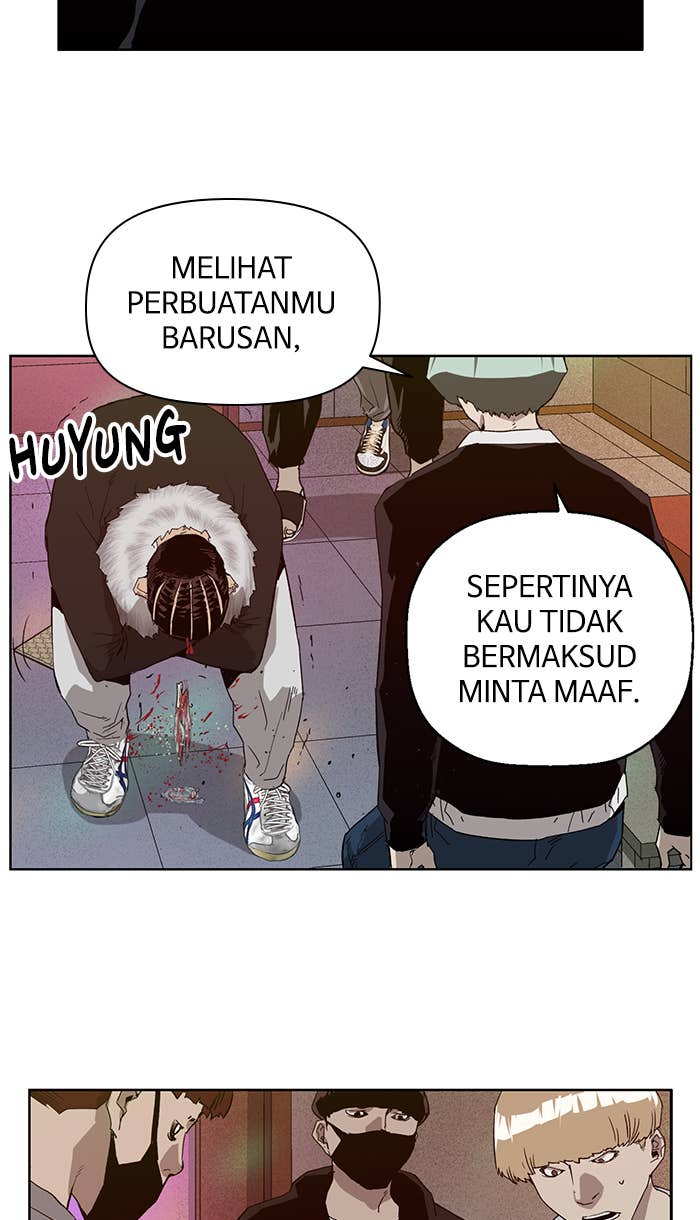 MELIHAT
PERBUATANMU
BARUSAN,
HUYUNG
SEPERTINYA
KAU TIDAK
BERMAKSUD
MINTA MAAF.